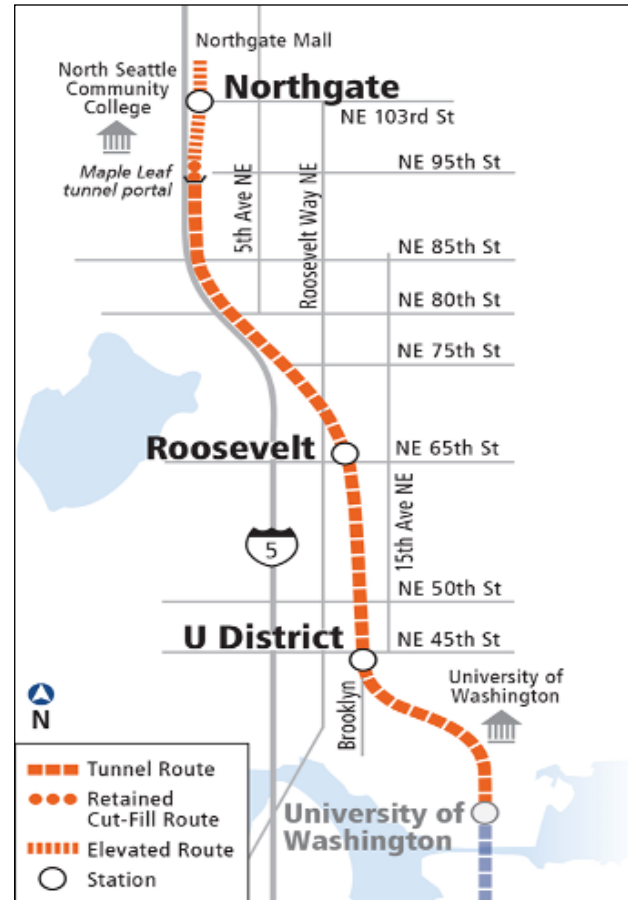 Northgate Mall
North Seattle
Community
College
Northgate
NE 103rd St
Maple Leaf
tunnel portal
NE 95th St
5th Ave NE
Roosevelt Way NE
NE 85th St
NE 80th St
NE 75th St
Roosevelt
NE 65th St
15th Ave NE
5
NE 50th St
U District
NE 45th St
University of
Washington
Brooklyn
N
Tunnel Route
Retained
Cut-Fill Route
Elevated Route
Station
University of
Washington